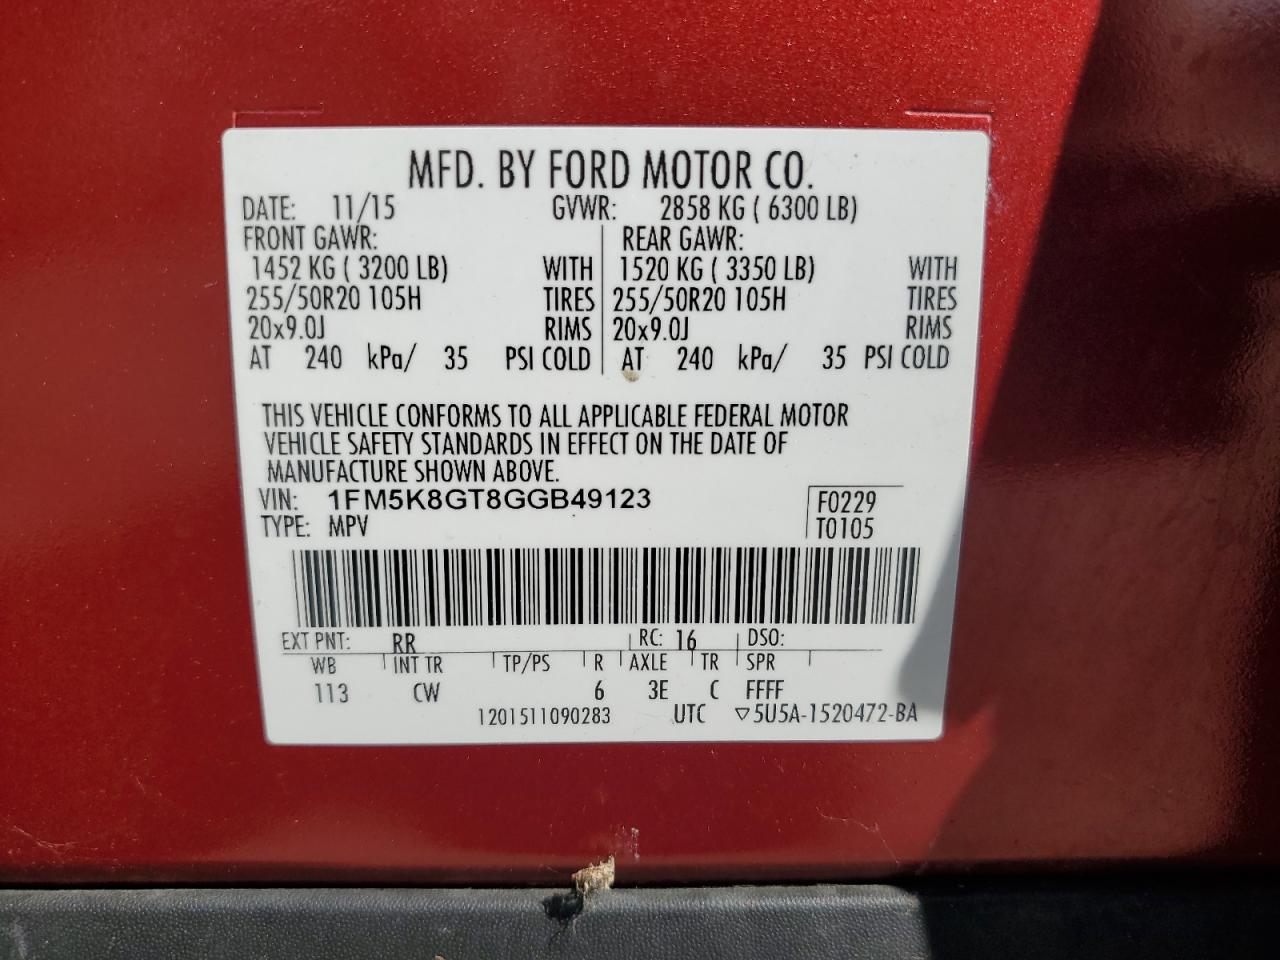 MFD. BY FORD MOTOR CO.
DATE: 11/15 GVWR: 2858 KG ( 6300 LB)
FRONT GAWR: REAR GAWR:
1452 KG ( 3200 LB) WITH 1520 KG ( 3350 LB) WITH
255/50R20 105H TIRES 255/50R20 105H TIRES
20x9.0J RIMS 20x9.0J RIMS
AT 240 kPa/ 35 PSI COLD AT 240 kPa/ 35 PSI COLD
THIS VEHICLE CONFORMS TO ALL APPLICABLE FEDERAL MOTOR
VEHICLE SAFETY STANDARDS IN EFFECT ON THE DATE OF
MANUFACTURE SHOWN ABOVE.
VIN: 1FM5K8GT8GGB49123 F0229
TYPE: MPV T0105
EXT PNT: RR RC: 16 DSO:
WB INT TR TP/PS R AXLE TR SPR
113 CW 6 3E C FFFF
1201511090283 UTC ▽5U5A-1520472-BA